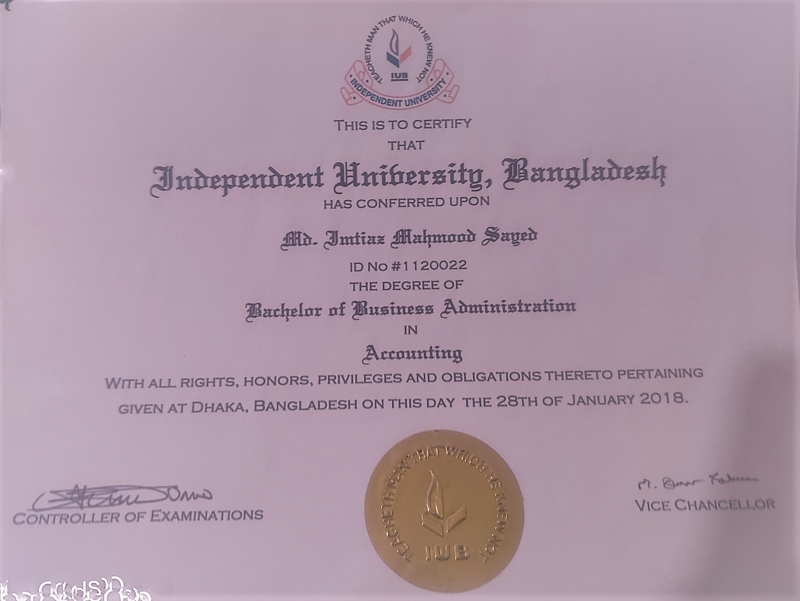 TEACHETH MAN THAT WHICH HE KNEW NOT
IUB
INDEPENDENT UNIVERSITY
THIS IS TO CERTIFY
THAT
Independent University, Bangladesh
HAS CONFERRED UPON
Md. Imtiaz Mahmood Sayed
ID NO #1120022
THE DEGREE OF
Bachelor of Business Administration
IN
Accounting
WITH ALL RIGHTS, HONORS, PRIVILEGES AND OBLIGATIONS THERETO PERTAINING
GIVEN AT DHAKA, BANGLADESH ON THIS DAY THE 28TH OF JANUARY 2018.
TEACHETH MAN THAT WHICH HE KNEW NOT
IUB
CONTROLLER OF EXAMINATIONS
VICE CHANCELLOR